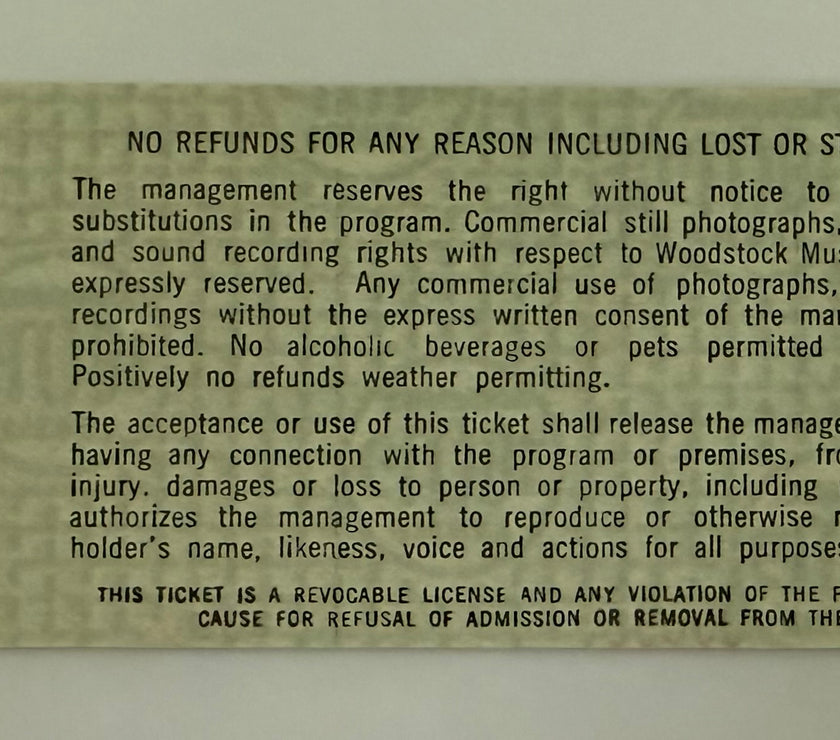 NO REFUNDS FOR ANY REASON INCLUDING LOST OR
The management reserves the right without notice to
substitutions in the program. Commercial still photographs,
and sound recording rights with respect to Woodstock
expressly reserved. Any commercial use of photographs,
recordings without the express written consent of the
prohibited. No alcoholic beverages or pets permitted
Positively no refunds weather permitting.
The acceptance or use of this ticket shall release the
having any connection with the program or premises,
injury. damages or loss to person or property, including
authorizes the management to reproduce or otherwise
holder's name, likeness, voice and actions for all
THIS TICKET IS A REVOCABLE LICENSE AND ANY VIOLATION OF THE
CAUSE FOR REFUSAL OF ADMISSION OR REMOVAL FROM